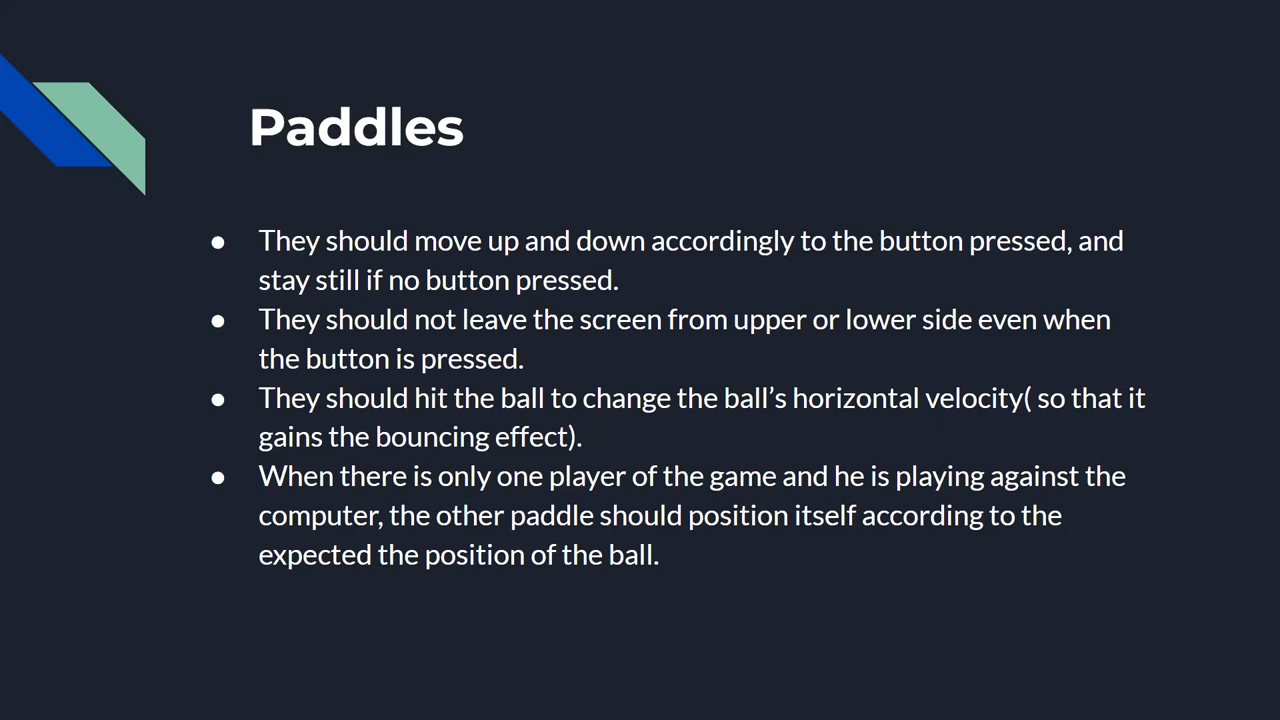 Paddles
● They should move up and down accordingly to the button pressed, and
stay still if no button pressed.
● They should not leave the screen from upper or lower side even when
the button is pressed.
● They should hit the ball to change the ball’s horizontal velocity( so that it
gains the bouncing effect).
● When there is only one player of the game and he is playing against the
computer, the other paddle should position itself according to the
expected the position of the ball.